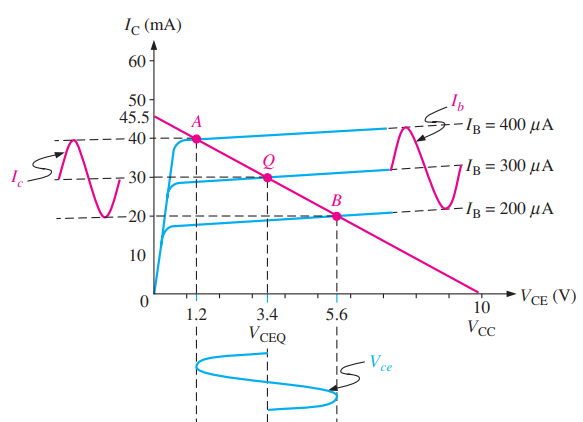 I_C (mA)
60
50
45.5
A
I_b
40
I_B = 400 μA
Q
I_c
30
I_B = 300 μA
B
20
I_B = 200 μA
10
0
V_CE (V)
1.2
3.4
5.6
10
V_CEQ
V_CC
V_ce